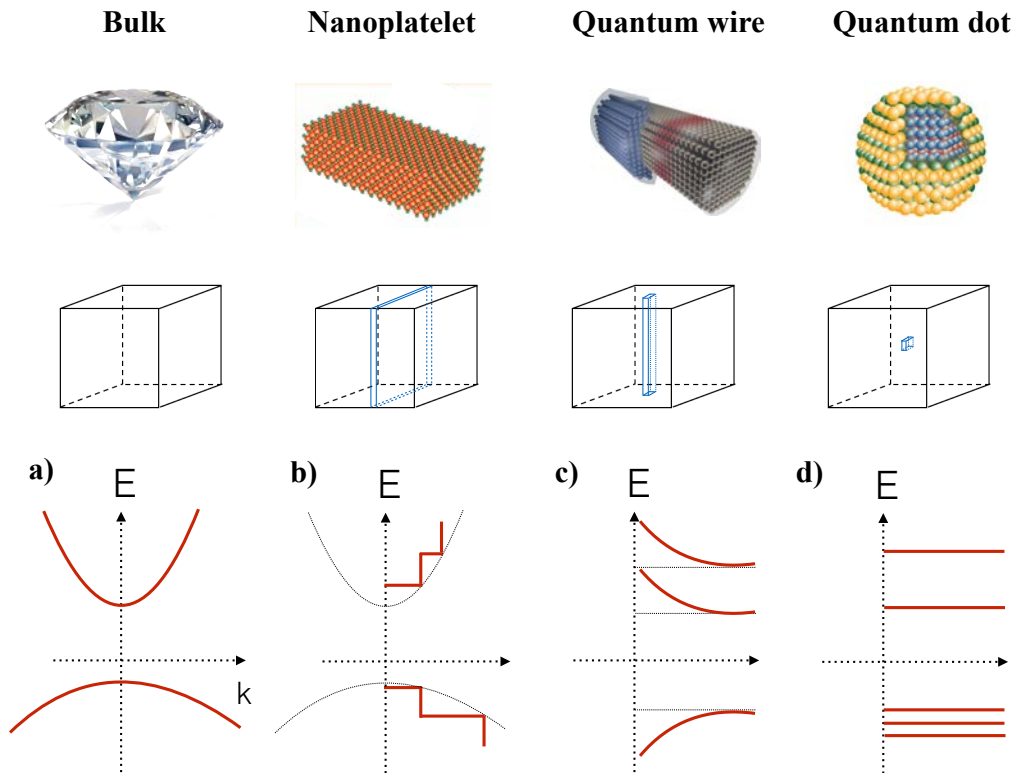 Bulk
Nanoplatelet
Quantum wire
Quantum dot
a)
E
k
b)
c)
E
d)
E